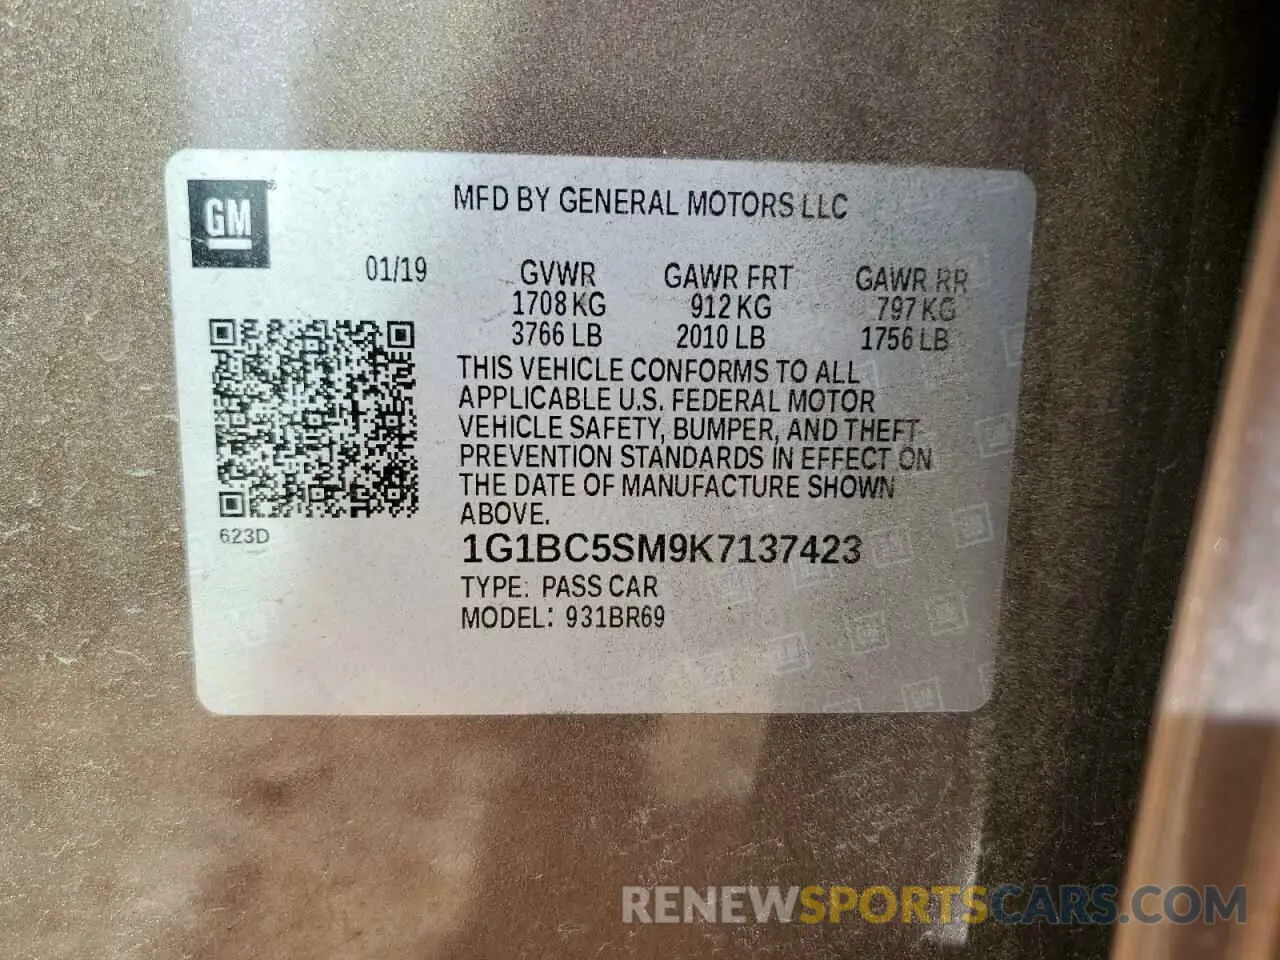 GM
MFD BY GENERAL MOTORS LLC
01/19 GVWR GAWR FRT GAWR RR
1708 KG 912 KG 797 KG
3766 LB 2010 LB 1756 LB
THIS VEHICLE CONFORMS TO ALL
APPLICABLE U.S. FEDERAL MOTOR
VEHICLE SAFETY, BUMPER, AND THEFT
PREVENTION STANDARDS IN EFFECT ON
THE DATE OF MANUFACTURE SHOWN
ABOVE.
623D
1G1BC5SM9K7137423
TYPE: PASS CAR
MODEL: 931BR69
RENEWSPORTSCARS.COM